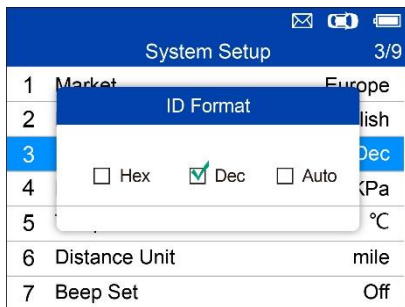 System Setup 3/9
1 Market Europe
ID Format
2 lish
3 Dec
Hex Dec Auto
4 KPa
5 ℃
6 Distance Unit mile
7 Beep Set Off